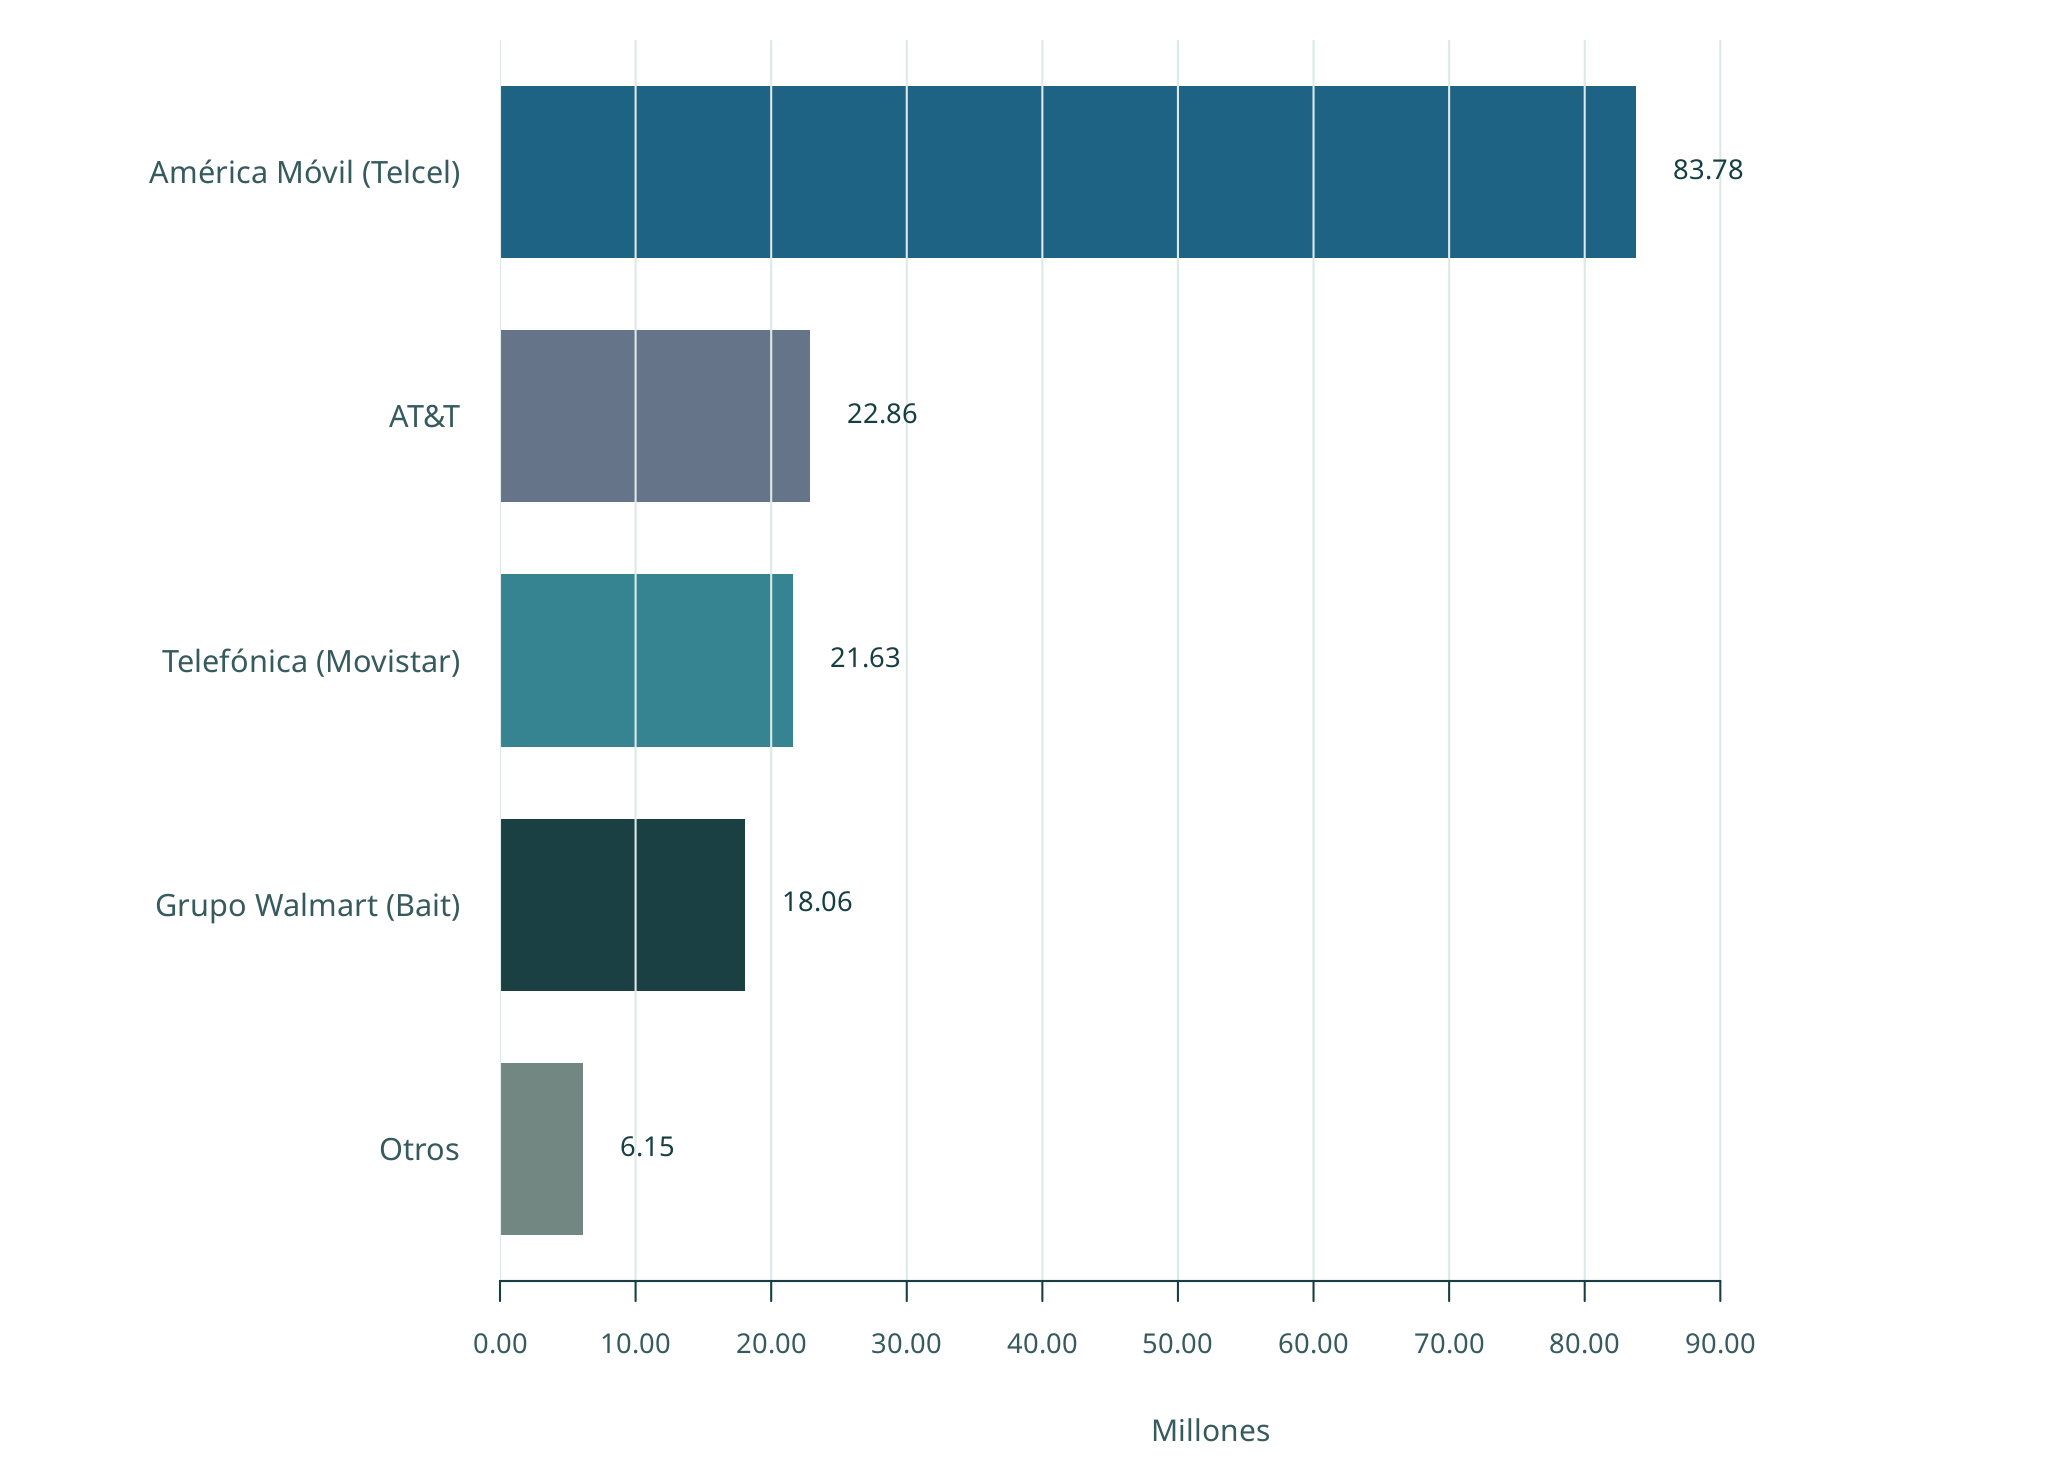 América Móvil (Telcel)
83.78
AT&T
22.86
Telefónica (Movistar)
21.63
Grupo Walmart (Bait)
18.06
Otros
6.15
0.00 10.00 20.00 30.00 40.00 50.00 60.00 70.00 80.00 90.00
Millones